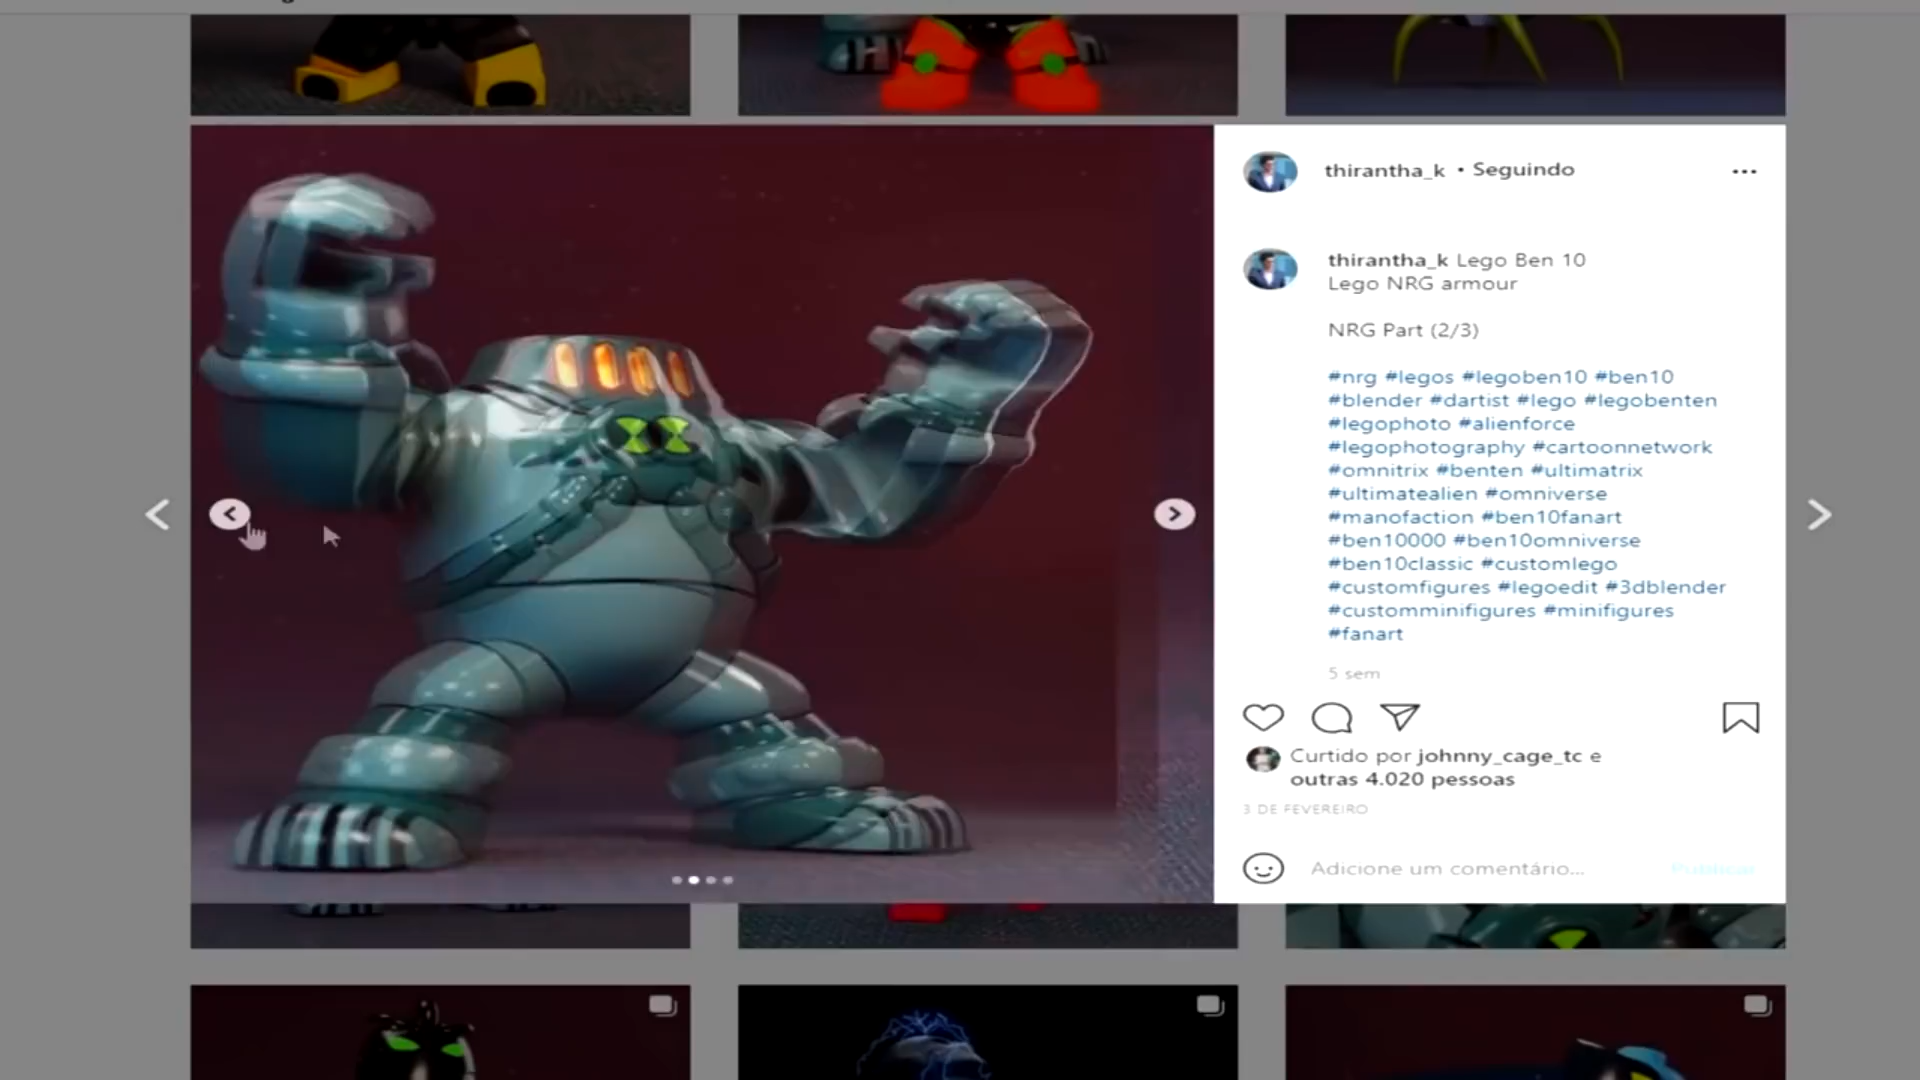 thirantha_k • Seguindo
thirantha_k Lego Ben 10
Lego NRG armour
NRG Part (2/3)
#nrg #legos #legoben10 #ben10
#blender #dartist #lego #legobenten
#legophoto #alienforce
#legophotography #cartoonnetwork
#omnitrix #benten #ultimatrix
#ultimatealien #omniverse
#manofaction #ben10fanart
#ben10000 #ben10omniverse
#ben10classic #customlego
#customfigures #legoedit #3dblender
#customminifigures #minifigures
#fanart
5 sem
Curtido por johnny_cage_tc e
outras 4.020 pessoas
3 DE FEVEREIRO
Adicione um comentário... Publicar